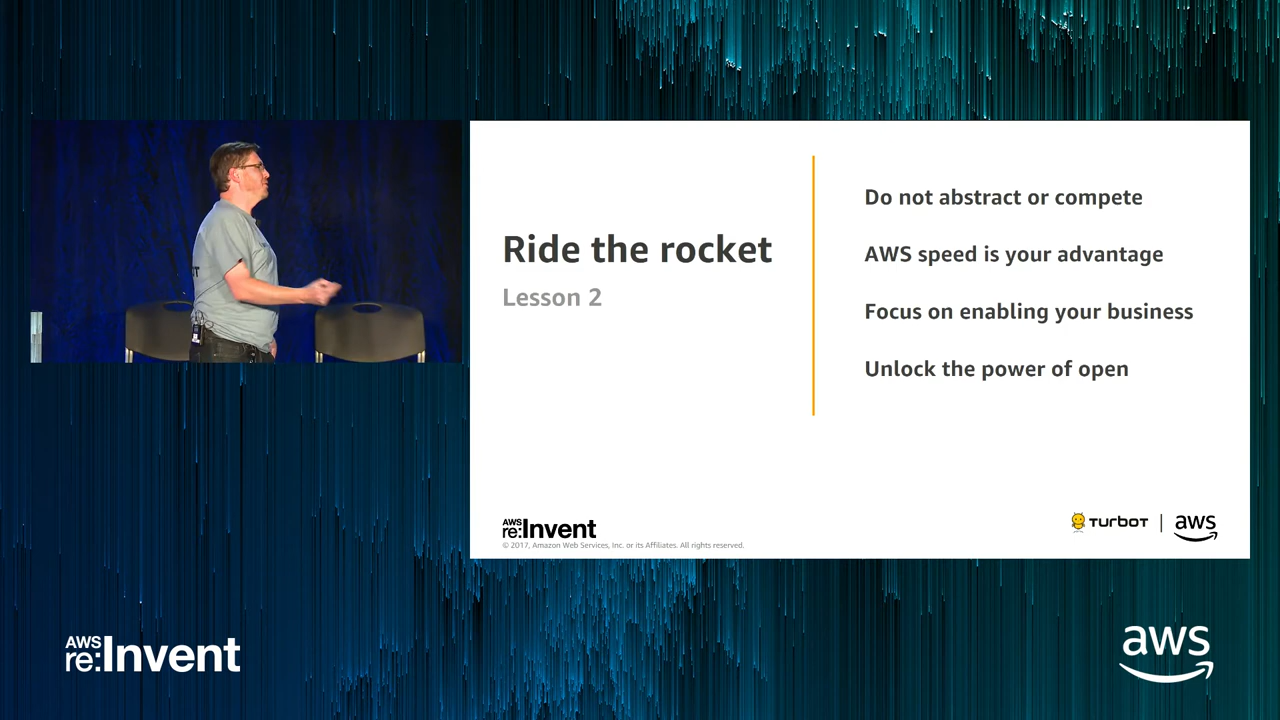 Ride the rocket
Lesson 2
Do not abstract or compete
AWS speed is your advantage
Focus on enabling your business
Unlock the power of open
AWS
re:Invent
© 2017, Amazon Web Services, Inc. or its Affiliates. All rights reserved.
TURBOT | aws
AWS
re:Invent
aws